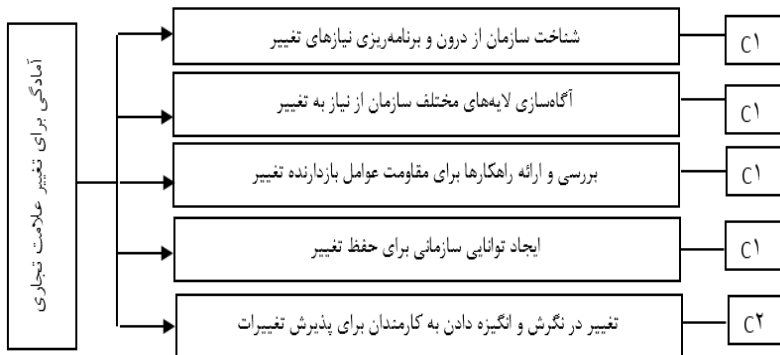 آمادگی برای تغییر علامت تجاری
شناخت سازمان از درون و برنامه‌ریزی نیازهای تغییر
C۱
آگاه‌سازی لایه‌های مختلف سازمان از نیاز به تغییر
C۱
بررسی و ارائه راهکارها برای مقاومت عوامل بازدارنده تغییر
C۱
ایجاد توانایی سازمانی برای حفظ تغییر
C۱
تغییر در نگرش و انگیزه دادن به کارمندان برای پذیرش تغییرات
C۲